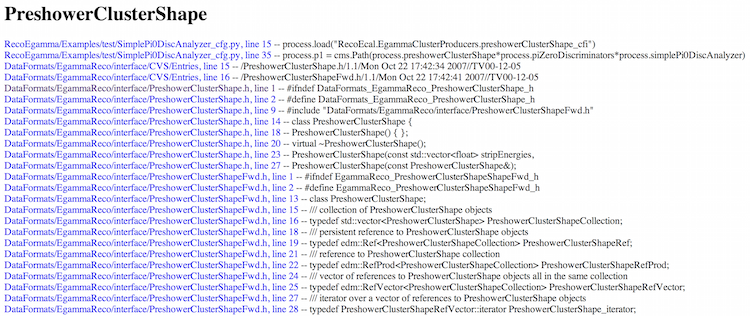 PreshowerClusterShape
RecoEgamma/Examples/test/SimplePi0DiscAnalyzer_cfg.py, line 15 -- process.load("RecoEcal.EgammaClusterProducers.preshowerClusterShape_cfi")
RecoEgamma/Examples/test/SimplePi0DiscAnalyzer_cfg.py, line 35 -- process.p1 = cms.Path(process.preshowerClusterShape*process.piZeroDiscriminators*process.simplePi0DiscAnalyzer)
DataFormats/EgammaReco/interface/CVS/Entries, line 15 -- /PreshowerClusterShape.h/1.1/Mon Oct 22 17:42:34 2007//TV00-12-05
DataFormats/EgammaReco/interface/CVS/Entries, line 16 -- /PreshowerClusterShapeFwd.h/1.1/Mon Oct 22 17:42:41 2007//TV00-12-05
DataFormats/EgammaReco/interface/PreshowerClusterShape.h, line 1 -- #ifndef DataFormats_EgammaReco_PreshowerClusterShape_h
DataFormats/EgammaReco/interface/PreshowerClusterShape.h, line 2 -- #define DataFormats_EgammaReco_PreshowerClusterShape_h
DataFormats/EgammaReco/interface/PreshowerClusterShape.h, line 9 -- #include "DataFormats/EgammaReco/interface/PreshowerClusterShapeFwd.h"
DataFormats/EgammaReco/interface/PreshowerClusterShape.h, line 14 -- class PreshowerClusterShape {
DataFormats/EgammaReco/interface/PreshowerClusterShape.h, line 18 -- PreshowerClusterShape() { };
DataFormats/EgammaReco/interface/PreshowerClusterShape.h, line 20 -- virtual ~PreshowerClusterShape();
DataFormats/EgammaReco/interface/PreshowerClusterShape.h, line 23 -- PreshowerClusterShape(const std::vector<float> stripEnergies,
DataFormats/EgammaReco/interface/PreshowerClusterShape.h, line 27 -- PreshowerClusterShape(const PreshowerClusterShape&);
DataFormats/EgammaReco/interface/PreshowerClusterShapeFwd.h, line 1 -- #ifndef EgammaReco_PreshowerClusterShapeShapeFwd_h
DataFormats/EgammaReco/interface/PreshowerClusterShapeFwd.h, line 2 -- #define EgammaReco_PreshowerClusterShapeShapeFwd_h
DataFormats/EgammaReco/interface/PreshowerClusterShapeFwd.h, line 13 -- class PreshowerClusterShape;
DataFormats/EgammaReco/interface/PreshowerClusterShapeFwd.h, line 15 -- /// collection of PreshowerClusterShape objects
DataFormats/EgammaReco/interface/PreshowerClusterShapeFwd.h, line 16 -- typedef std::vector<PreshowerClusterShape> PreshowerClusterShapeCollection;
DataFormats/EgammaReco/interface/PreshowerClusterShapeFwd.h, line 18 -- /// persistent reference to PreshowerClusterShape objects
DataFormats/EgammaReco/interface/PreshowerClusterShapeFwd.h, line 19 -- typedef edm::Ref<PreshowerClusterShapeCollection> PreshowerClusterShapeRef;
DataFormats/EgammaReco/interface/PreshowerClusterShapeFwd.h, line 21 -- /// reference to PreshowerClusterShape collection
DataFormats/EgammaReco/interface/PreshowerClusterShapeFwd.h, line 22 -- typedef edm::RefProd<PreshowerClusterShapeCollection> PreshowerClusterShapeRefProd;
DataFormats/EgammaReco/interface/PreshowerClusterShapeFwd.h, line 24 -- /// vector of references to PreshowerClusterShape objects all in the same collection
DataFormats/EgammaReco/interface/PreshowerClusterShapeFwd.h, line 25 -- typedef edm::RefVector<PreshowerClusterShapeCollection> PreshowerClusterShapeRefVector;
DataFormats/EgammaReco/interface/PreshowerClusterShapeFwd.h, line 27 -- /// iterator over a vector of references to PreshowerClusterShape objects
DataFormats/EgammaReco/interface/PreshowerClusterShapeFwd.h, line 28 -- typedef PreshowerClusterShapeRefVector::iterator PreshowerClusterShape_iterator;